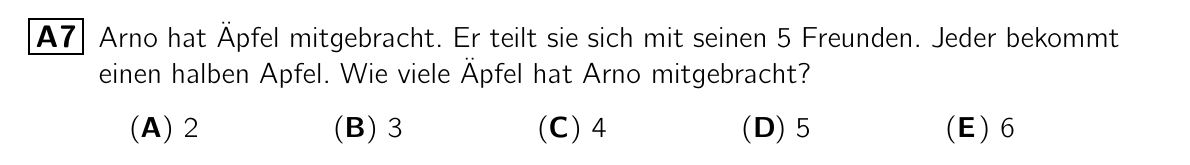 A7 Arno hat Äpfel mitgebracht. Er teilt sie sich mit seinen 5 Freunden. Jeder bekommt
einen halben Apfel. Wie viele Äpfel hat Arno mitgebracht?
(A) 2 (B) 3 (C) 4 (D) 5 (E) 6